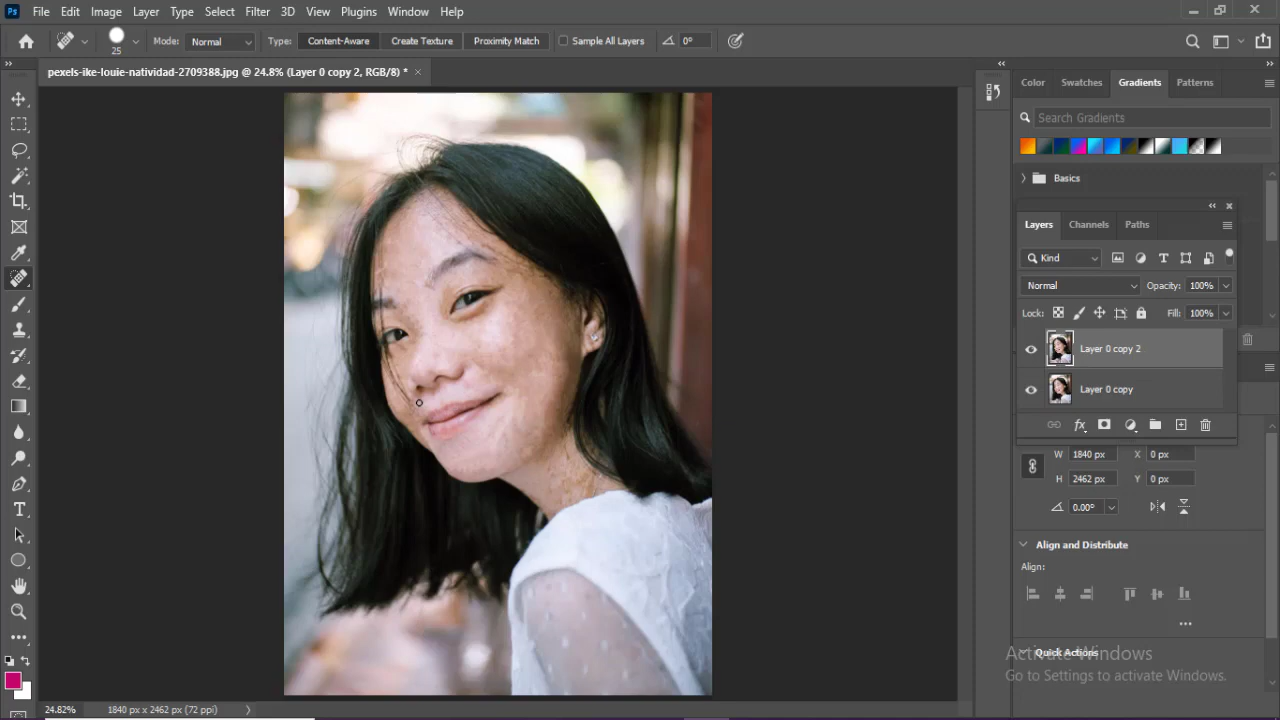 Ps File Edit Image Layer Type Select Filter 3D View Plugins Window Help
25 Mode: Normal Type: Content-Aware Create Texture Proximity Match Sample All Layers 0°
pexels-ike-louie-natividad-2709388.jpg @ 24.8% (Layer 0 copy 2, RGB/8) * ×
Color Swatches Gradients Patterns
Search Gradients
Basics
Layers Channels Paths
Kind
Normal Opacity: 100%
Lock: Fill: 100%
Layer 0 copy 2
Layer 0 copy
fx
W 1840 px X 0 px
H 2462 px Y 0 px
0.00°
Align and Distribute
Align:
Quick Actions
Activate Windows
Go to Settings to activate Windows.
24.82% 1840 px x 2462 px (72 ppi)